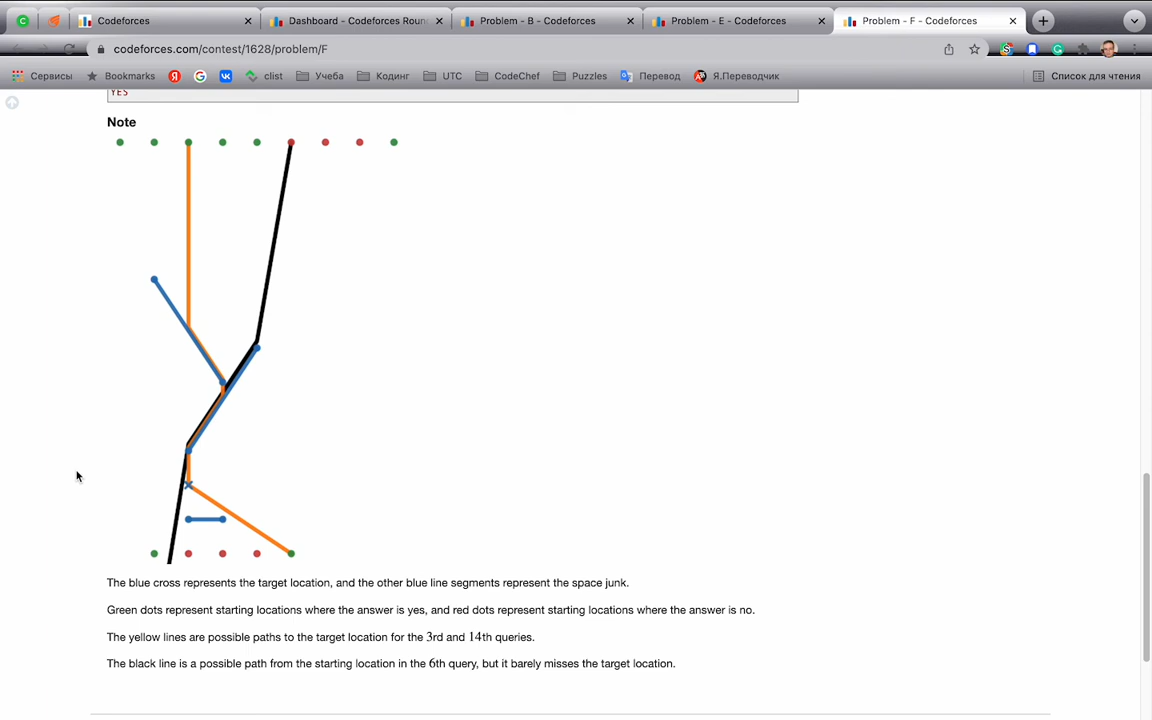 Codeforces
Dashboard - Codeforces Roun
Problem - B - Codeforces
Problem - E - Codeforces
Problem - F - Codeforces
codeforces.com/contest/1628/problem/F
Сервисы
Bookmarks
clist
Учеба
Кодинг
UTC
CodeChef
Puzzles
Перевод
Я.Переводчик
Список для чтения
YES
Note
The blue cross represents the target location, and the other blue line segments represent the space junk.
Green dots represent starting locations where the answer is yes, and red dots represent starting locations where the answer is no.
The yellow lines are possible paths to the target location for the 3rd and 14th queries.
The black line is a possible path from the starting location in the 6th query, but it barely misses the target location.